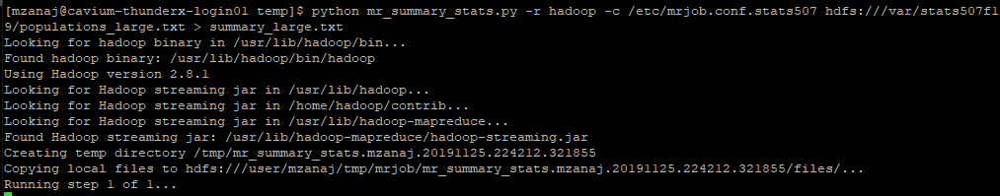 [mzanaj@cavium-thunderx-login01 temp]$ python mr_summary_stats.py -r hadoop -c /etc/mrjob.conf.stats507 hdfs:///var/stats507f1
9/populations_large.txt > summary_large.txt
Looking for hadoop binary in /usr/lib/hadoop/bin...
Found hadoop binary: /usr/lib/hadoop/bin/hadoop
Using Hadoop version 2.8.1
Looking for Hadoop streaming jar in /usr/lib/hadoop...
Looking for Hadoop streaming jar in /home/hadoop/contrib...
Looking for Hadoop streaming jar in /usr/lib/hadoop-mapreduce...
Found Hadoop streaming jar: /usr/lib/hadoop-mapreduce/hadoop-streaming.jar
Creating temp directory /tmp/mr_summary_stats.mzanaj.20191125.224212.321855
Copying local files to hdfs:///user/mzanaj/tmp/mrjob/mr_summary_stats.mzanaj.20191125.224212.321855/files/...
Running step 1 of 1...